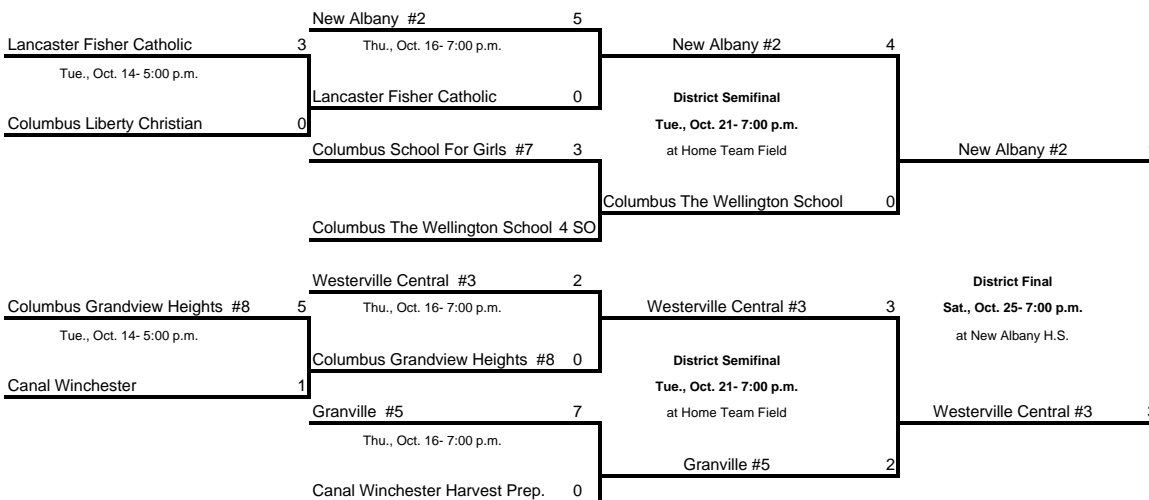 New Albany #2 5
Lancaster Fisher Catholic 3
Thu., Oct. 16- 7:00 p.m.
New Albany #2 4
Tue., Oct. 14- 5:00 p.m.
Lancaster Fisher Catholic 0
District Semifinal
Columbus Liberty Christian 0
Tue., Oct. 21- 7:00 p.m.
Columbus School For Girls #7 3
at Home Team Field
New Albany #2
Columbus The Wellington School 0
Columbus The Wellington School 4 SO
Westerville Central #3 2
District Final
Columbus Grandview Heights #8 5
Thu., Oct. 16- 7:00 p.m.
Westerville Central #3 3
Sat., Oct. 25- 7:00 p.m.
Tue., Oct. 14- 5:00 p.m.
at New Albany H.S.
Columbus Grandview Heights #8 0
District Semifinal
Canal Winchester 1
Tue., Oct. 21- 7:00 p.m.
Granville #5 7
at Home Team Field
Westerville Central #3
Thu., Oct. 16- 7:00 p.m.
Granville #5 2
Canal Winchester Harvest Prep. 0